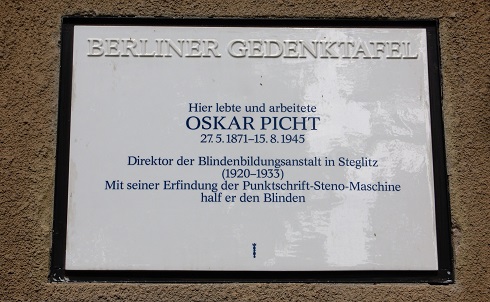 BERLINER GEDENKTAFEL
Hier lebte und arbeitete
OSKAR PICHT
27.5.1871–15.8.1945
Direktor der Blindenbildungsanstalt in Steglitz
(1920–1933)
Mit seiner Erfindung der Punktschrift-Steno-Maschine
half er den Blinden